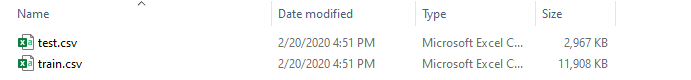 Name Date modified Type Size
test.csv 2/20/2020 4:51 PM Microsoft Excel C... 2,967 KB
train.csv 2/20/2020 4:51 PM Microsoft Excel C... 11,908 KB